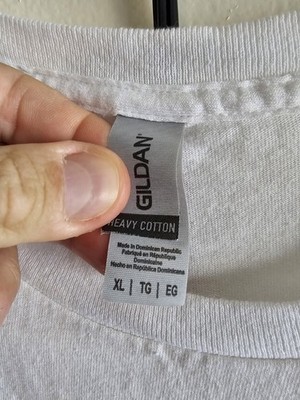 GILDAN
HEAVY COTTON
Made in Dominican Republic
Fabriqué en République
Dominicaine
Hecho en República Dominicana
XL | TG | EG